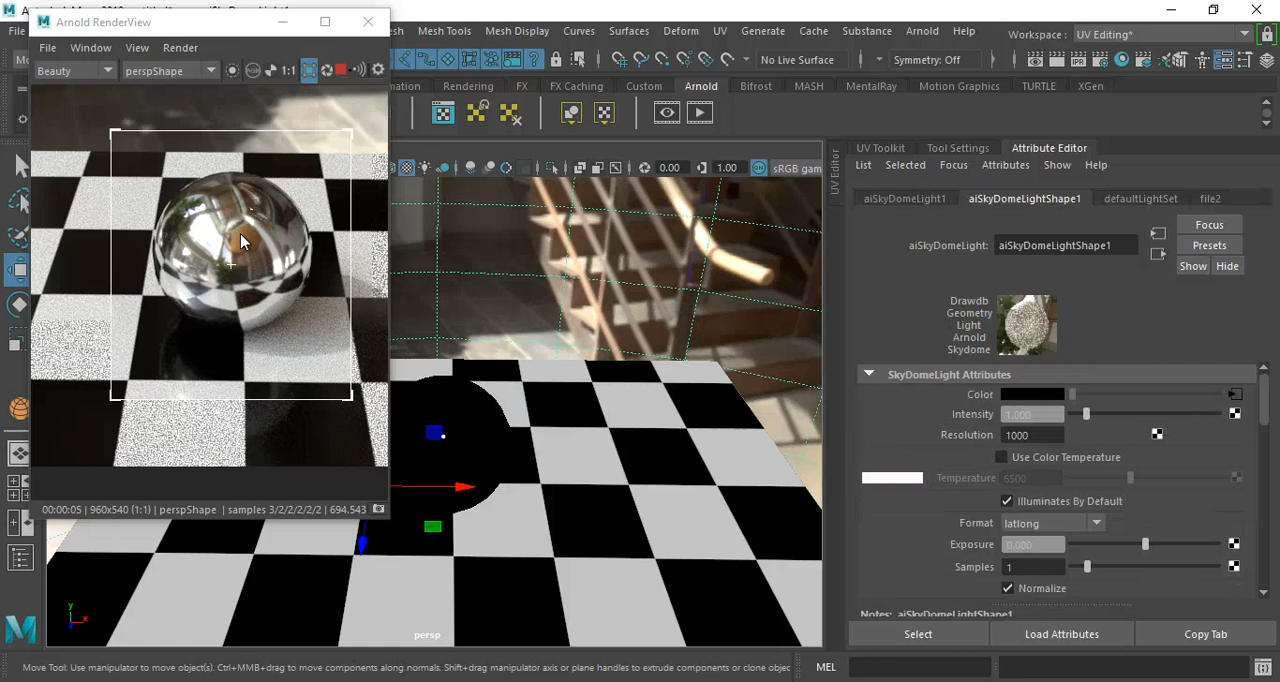 Arnold RenderView
File Window View Render
Beauty perspShape 1:1
00:00:05 | 960x540 (1:1) | perspShape | samples 3/2/2/2/2/2 | 694.543
File
Mesh Tools Mesh Display Curves Surfaces Deform UV Generate Cache Substance Arnold Help
Workspace : UV Editing*
No Live Surface Symmetry: Off
IPR
Rendering FX FX Caching Custom Arnold Bifrost MASH MentalRay Motion Graphics TURTLE XGen
0.00 1.00 sRGB gam
persp
y
x
UV Editor
UV Toolkit Tool Settings Attribute Editor
List Selected Focus Attributes Show Help
aiSkyDomeLight1 aiSkyDomeLightShape1 defaultLightSet file2
aiSkyDomeLight: aiSkyDomeLightShape1
Focus
Presets
Show Hide
Drawdb
Geometry
Light
Arnold
Skydome
SkyDomeLight Attributes
Color
Intensity 1.000
Resolution 1000
Use Color Temperature
Temperature 6500
Illuminates By Default
Format latlong
Exposure 0.000
Samples 1
Normalize
Notes: aiSkyDomeLightShape1
Select Load Attributes Copy Tab
Move Tool: Use manipulator to move object(s). Ctrl+MMB+drag to move components along normals. Shift+drag manipulator axis or plane handles to extrude components or clone objec
MEL